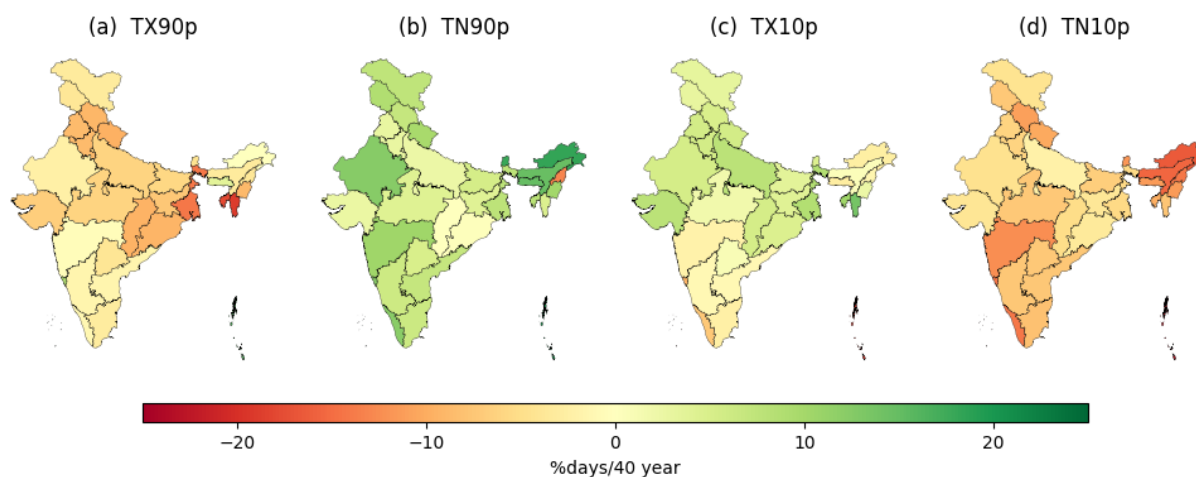 (a) TX90p
(b) TN90p
(c) TX10p
(d) TN10p
−20
−10
0
10
20
%days/40 year